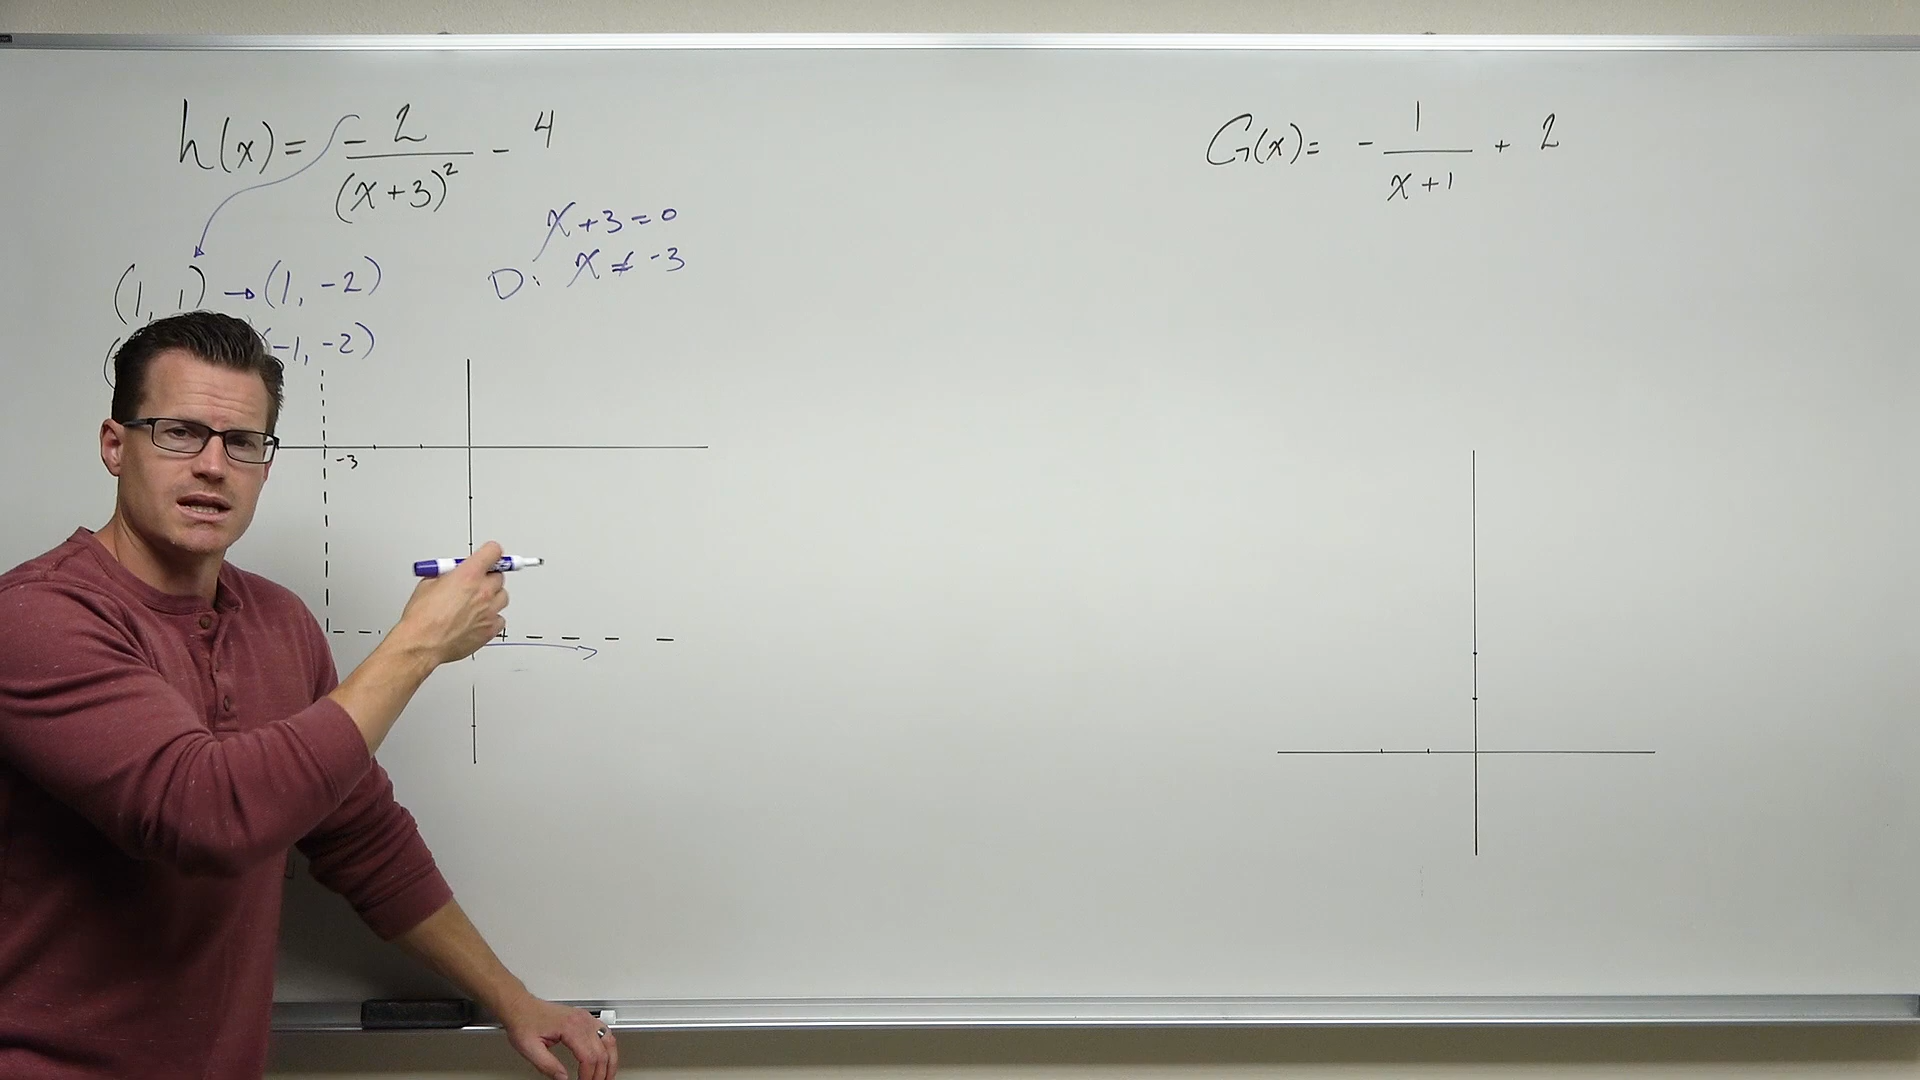 h(x) = -2/(x+3)² - 4
x+3=0
D: x ≠ -3
(1, 1) → (1, -2)
(-1, -2)
-3
G(x) = - 1/(x+1) + 2